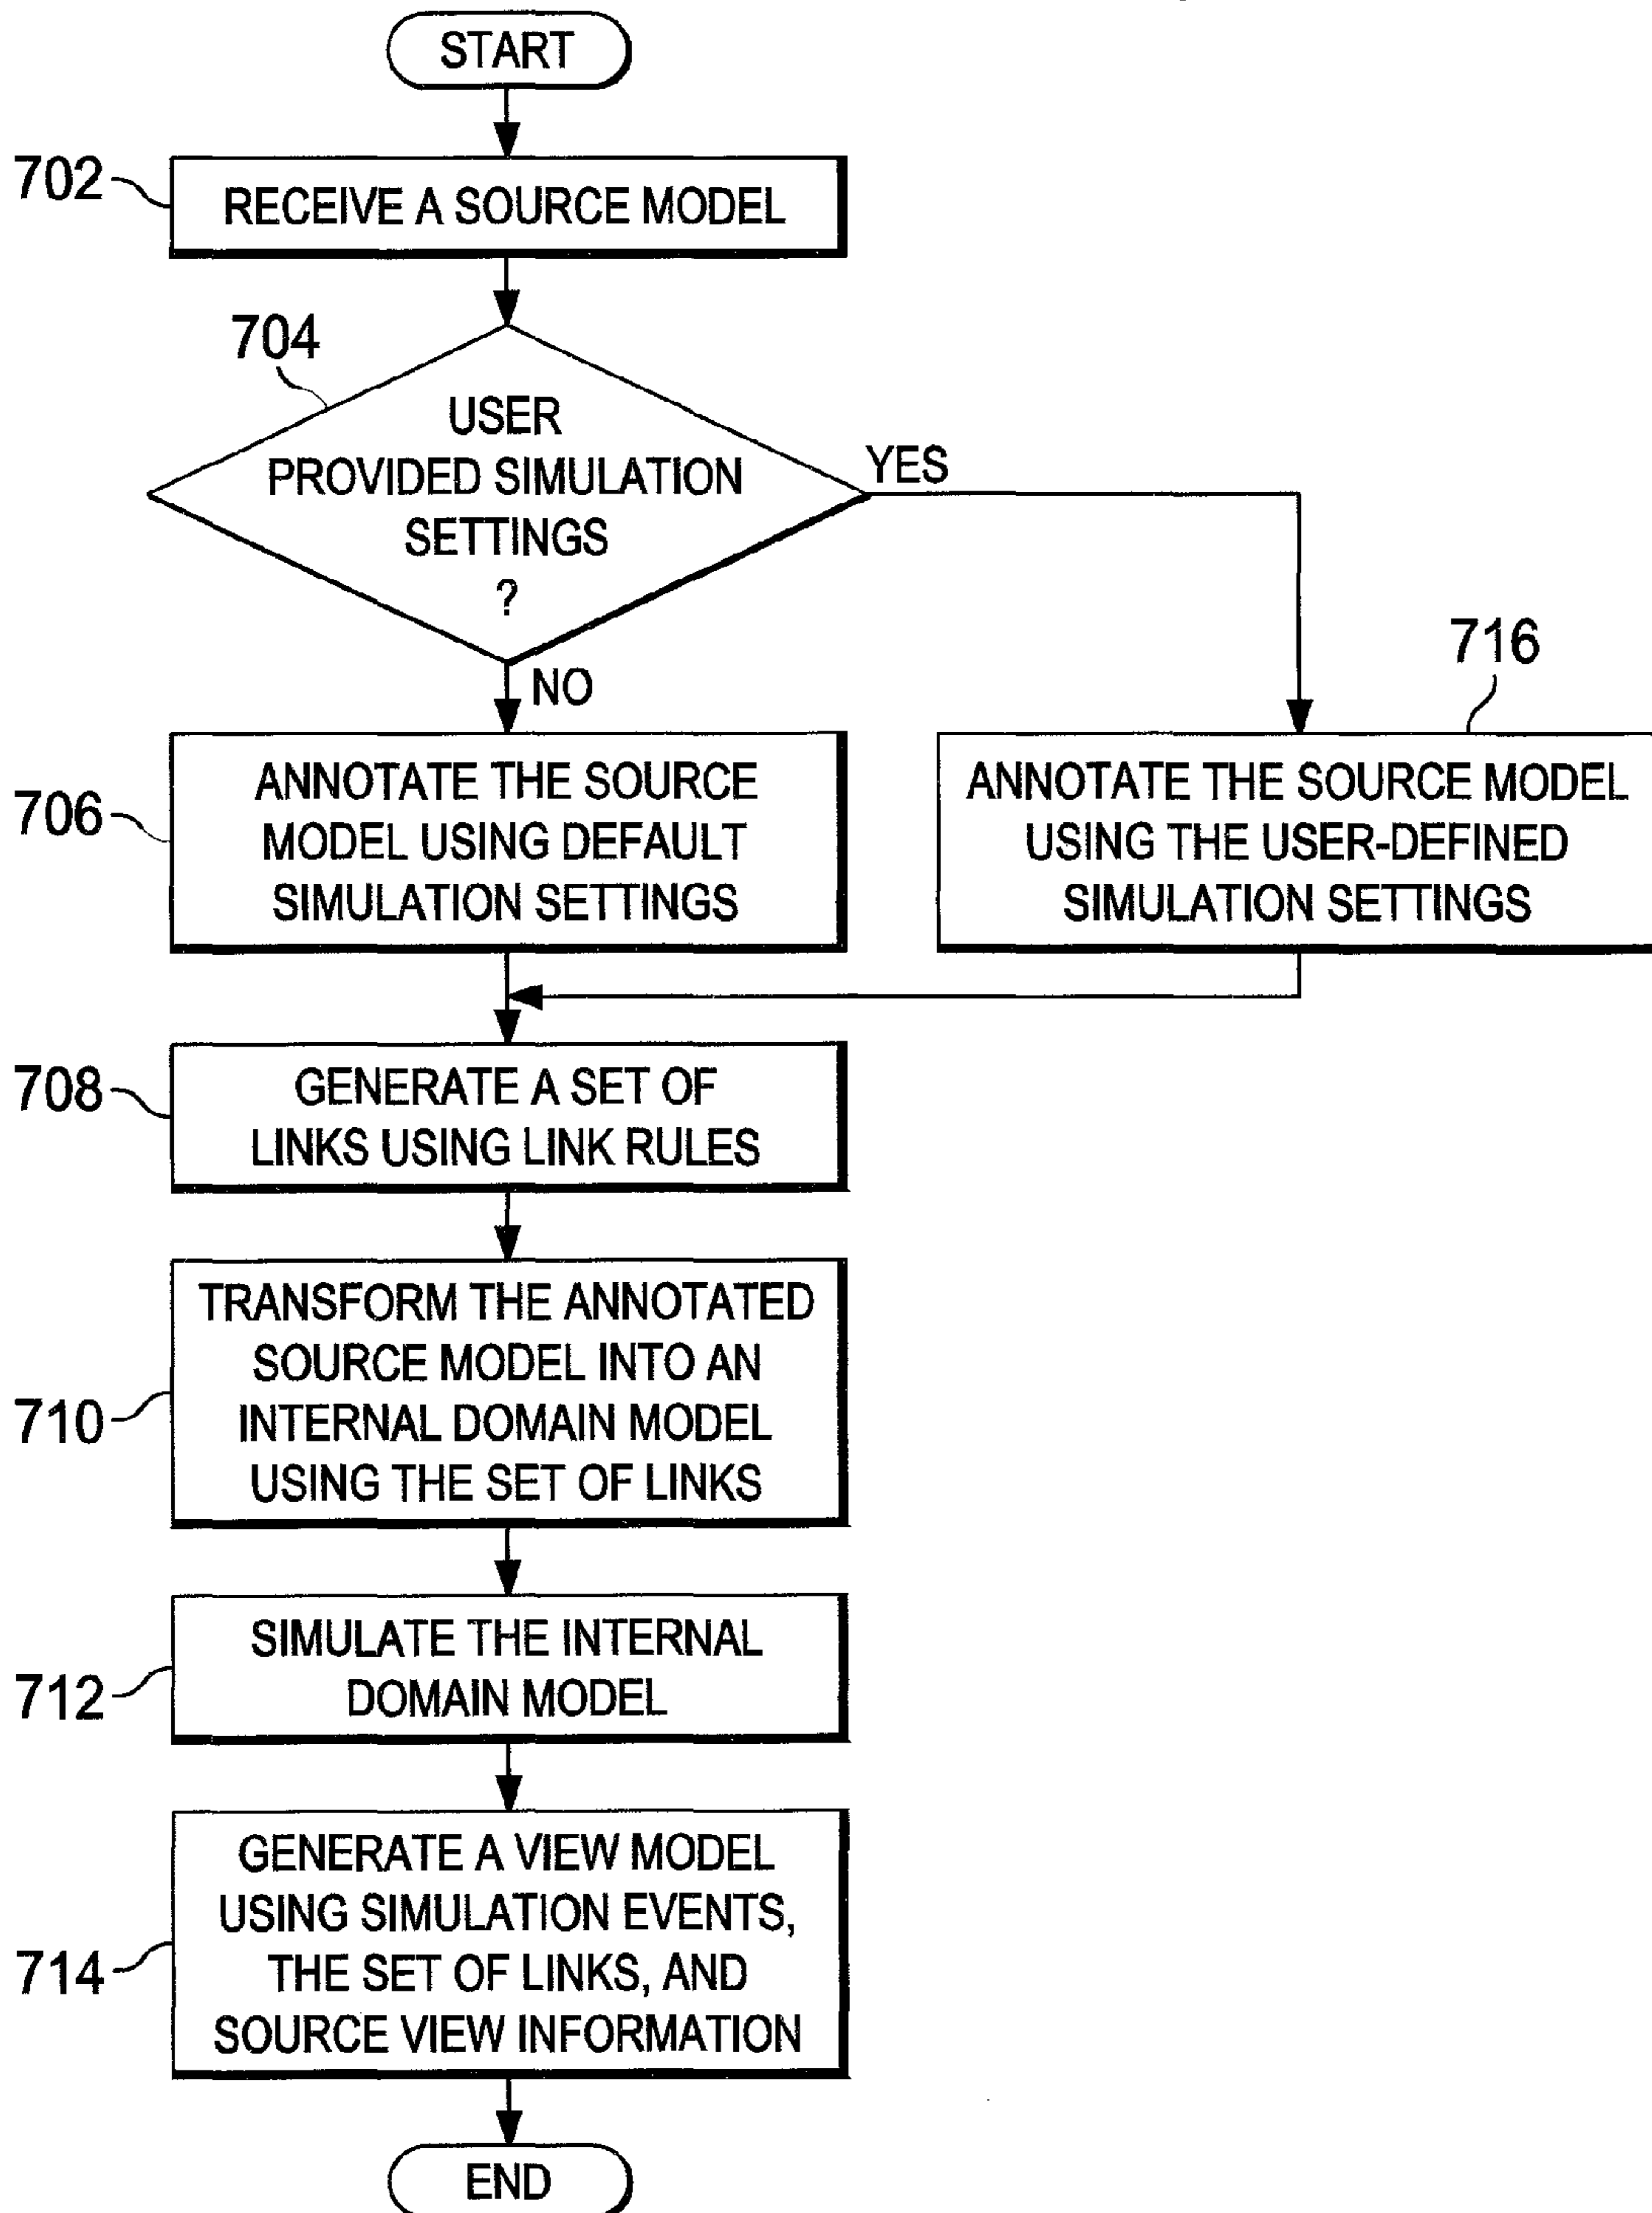 START
702
RECEIVE A SOURCE MODEL
704
USER
PROVIDED SIMULATION
SETTINGS
?
YES
NO
716
706
ANNOTATE THE SOURCE
MODEL USING DEFAULT
SIMULATION SETTINGS
ANNOTATE THE SOURCE MODEL
USING THE USER-DEFINED
SIMULATION SETTINGS
708
GENERATE A SET OF
LINKS USING LINK RULES
710
TRANSFORM THE ANNOTATED
SOURCE MODEL INTO AN
INTERNAL DOMAIN MODEL
USING THE SET OF LINKS
712
SIMULATE THE INTERNAL
DOMAIN MODEL
714
GENERATE A VIEW MODEL
USING SIMULATION EVENTS,
THE SET OF LINKS, AND
SOURCE VIEW INFORMATION
END